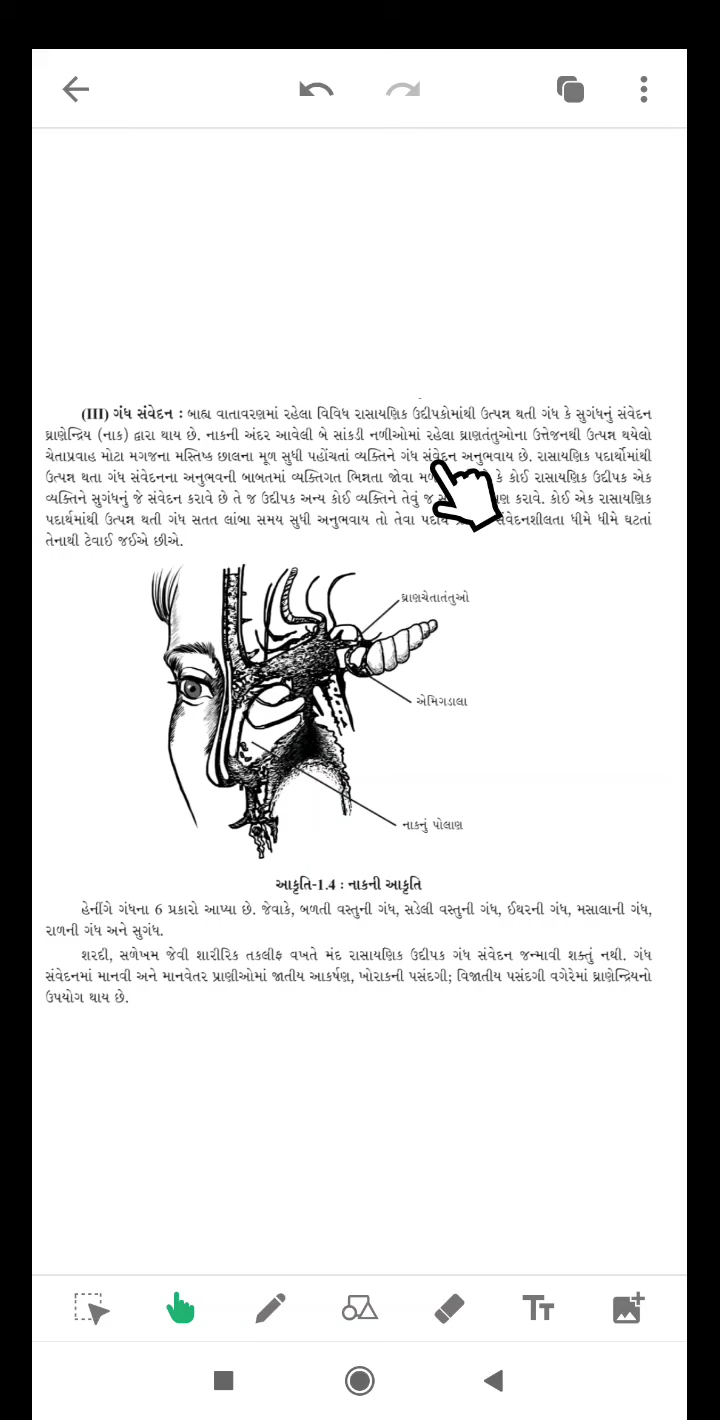 (III) ગંધ સંવેદન : બાહ્ય વાતાવરણમાં રહેલા વિવિધ રાસાયણિક ઉદ્દીપકોમાંથી ઉત્પન્ન થતી ગંધ કે સુગંધનું સંવેદન
ઘ્રાણેન્દ્રિય (નાક) દ્વારા થાય છે. નાકની અંદર આવેલી બે સાંકડી નળીઓમાં રહેલા ઘ્રાણતંતુઓના ઉત્તેજનથી ઉત્પન્ન થયેલો
ચેતાપ્રવાહ મોટા મગજના મસ્તિષ્ક છાલના મૂળ સુધી પહોંચતાં વ્યક્તિને ગંધ સંવેદન અનુભવાય છે. રાસાયણિક પદાર્થોમાંથી
ઉત્પન્ન થતા ગંધ સંવેદનના અનુભવની બાબતમાં વ્યક્તિગત ભિન્નતા જોવા કે કોઈ રાસાયણિક ઉદ્દીપક એક
વ્યક્તિને સુગંધનું જે સંવેદન કરાવે છે તે જ ઉદ્દીપક અન્ય કોઈ વ્યક્તિને તેવું જ કરાવે. કોઈ એક રાસાયણિક
પદાર્થમાંથી ઉત્પન્ન થતી ગંધ સતત લાંબા સમય સુધી અનુભવાય તો તેવા સંવેદનશીલતા ધીમે ધીમે ઘટતાં
તેનાથી ટેવાઈ જઈએ છીએ.
ઘ્રાણચેતાતંતુઓ
એમિગડાલા
નાકનું પોલાણ
આકૃતિ-1.4 : નાકની આકૃતિ
હેનીંગે ગંધના 6 પ્રકારો આપ્યા છે. જેવાકે, બળતી વસ્તુની ગંધ, સડેલી વસ્તુની ગંધ, ઈથરની ગંધ, મસાલાની ગંધ,
રાળની ગંધ અને સુગંધ.
શરદી, સળેખમ જેવી શારીરિક તકલીફ વખતે મંદ રાસાયણિક ઉદ્દીપક ગંધ સંવેદન જન્માવી શક્તું નથી. ગંધ
સંવેદનમાં માનવી અને માનવેતર પ્રાણીઓમાં જાતીય આકર્ષણ, ખોરાકની પસંદગી; વિજાતીય પસંદગી વગેરેમાં ઘ્રાણેન્દ્રિયનો
ઉપયોગ થાય છે.
TT